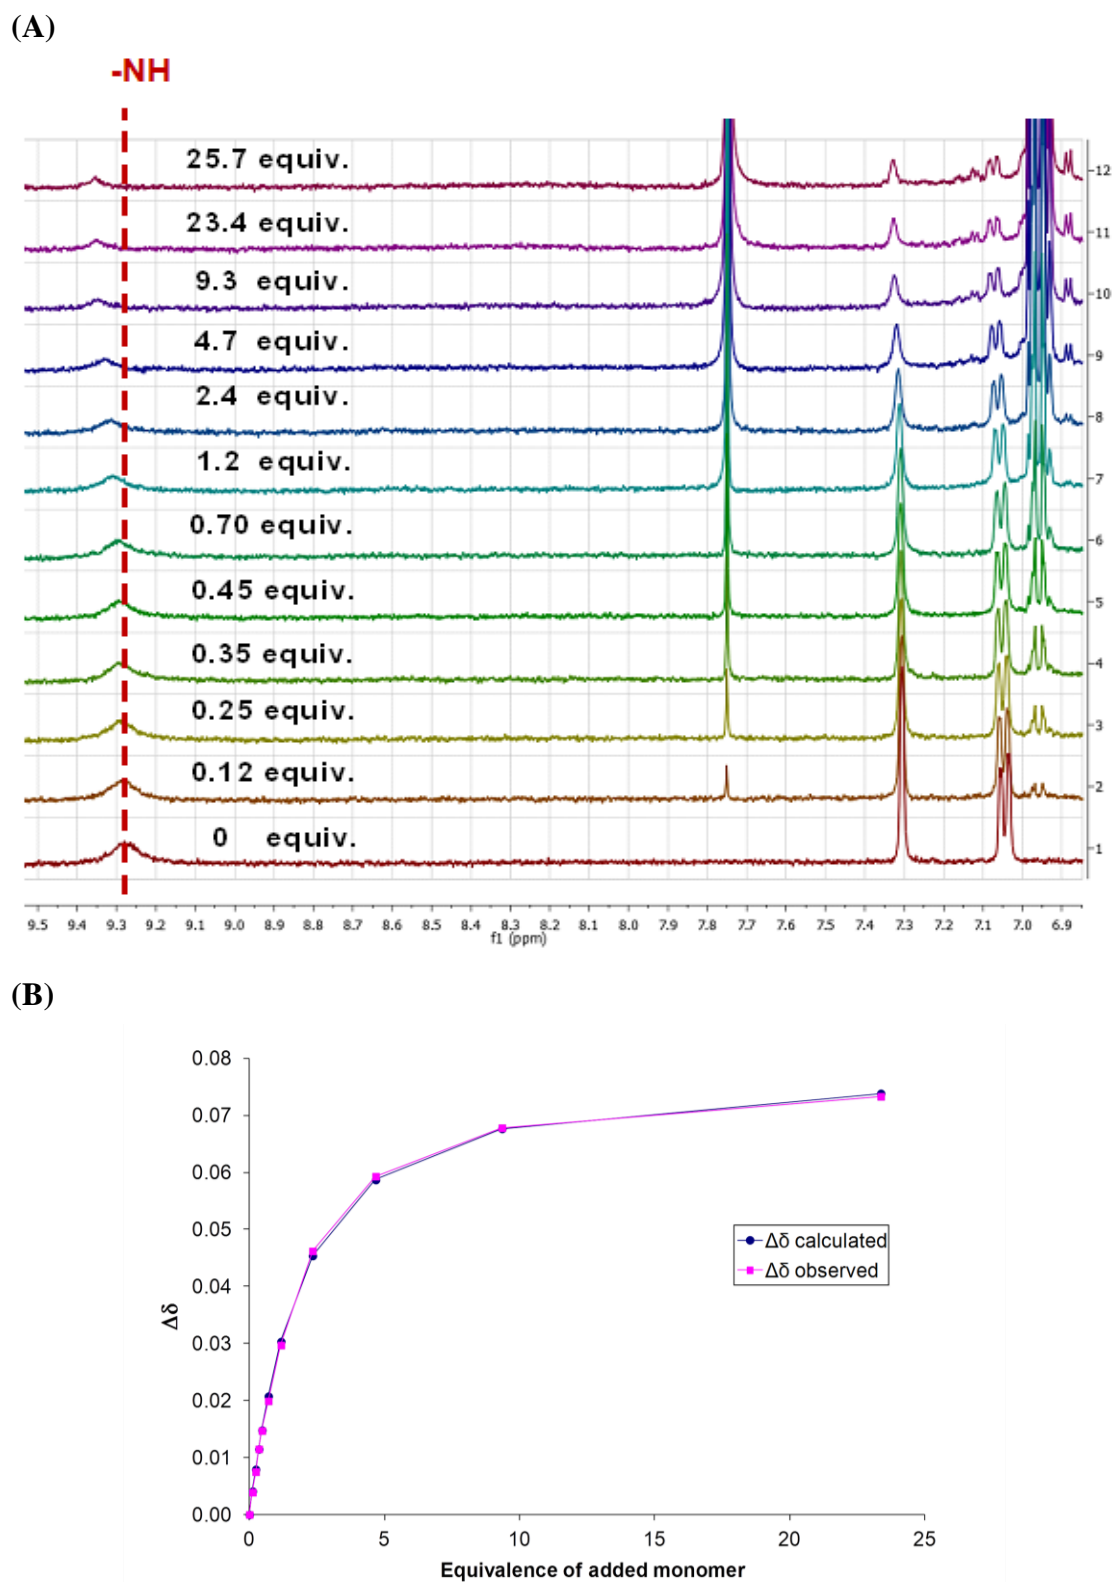 (A)
-NH
25.7 equiv.
12
23.4 equiv.
11
9.3 equiv.
10
4.7 equiv.
9
2.4 equiv.
8
1.2 equiv.
7
0.70 equiv.
6
0.45 equiv.
5
0.35 equiv.
4
0.25 equiv.
3
0.12 equiv.
2
0 equiv.
1
9.5 9.4 9.3 9.2 9.1 9.0 8.9 8.8 8.7 8.6 8.5 8.4 8.3 8.2 8.1 8.0 7.9 7.8 7.7 7.6 7.5 7.4 7.3 7.2 7.1 7.0 6.9
f1 (ppm)
(B)
0.08
0.07
0.06
0.05
0.04
0.03
0.02
0.01
0.00
Δδ
Δδ calculated
Δδ observed
0 5 10 15 20 25
Equivalence of added monomer